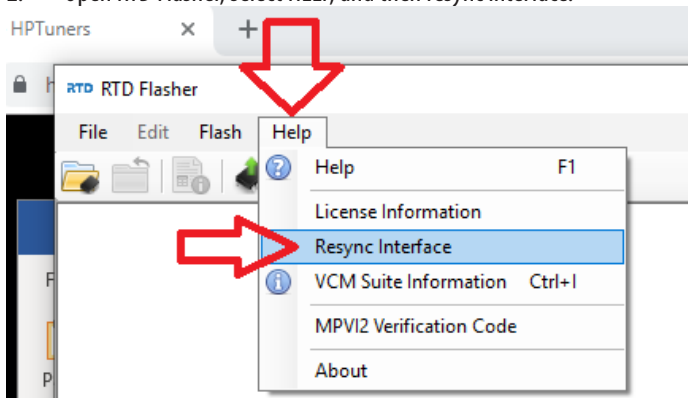 HPTuners
RTD RTD Flasher
File Edit Flash Help
Help F1
License Information
Resync Interface
VCM Suite Information Ctrl+I
MPVI2 Verification Code
About